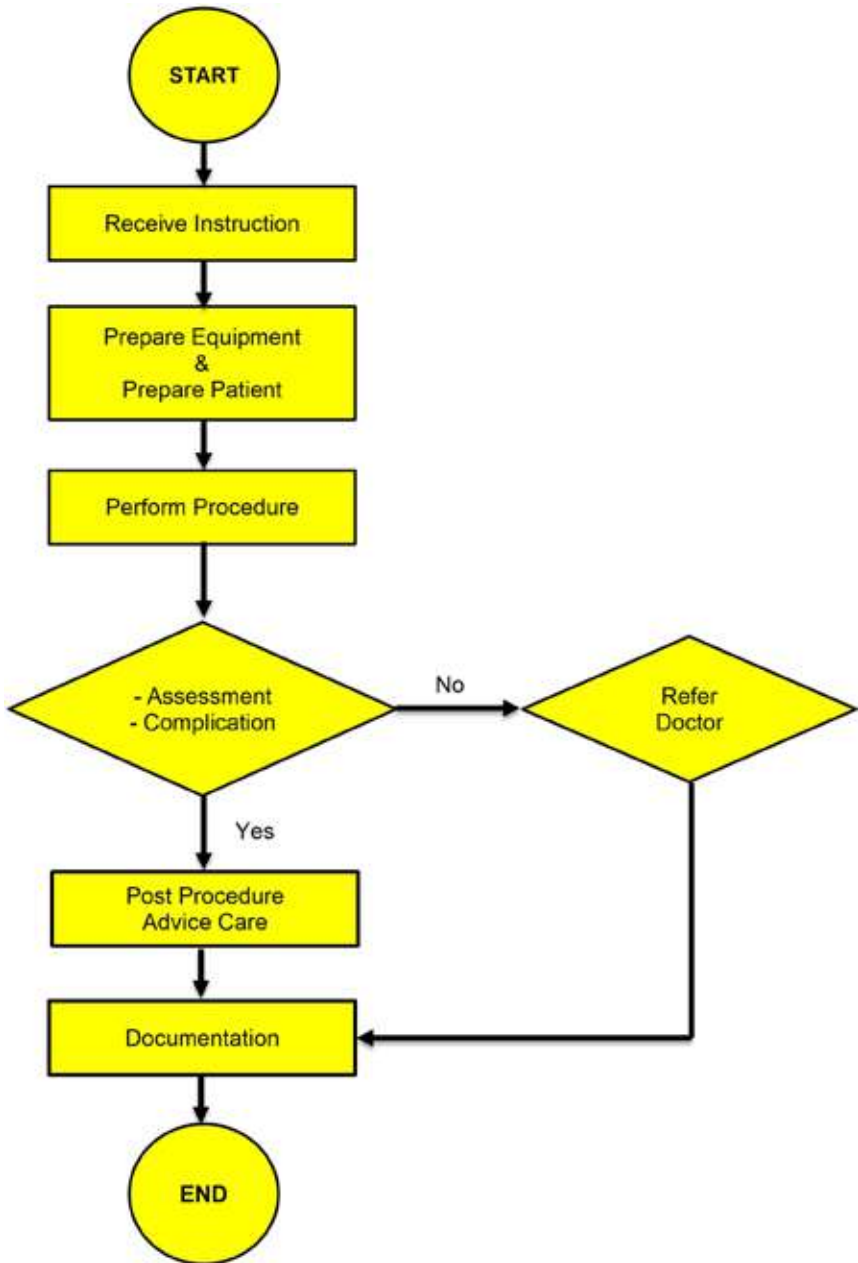 START
Receive Instruction
Prepare Equipment
&
Prepare Patient
Perform Procedure
- Assessment
- Complication
No
Refer
Doctor
Yes
Post Procedure
Advice Care
Documentation
END